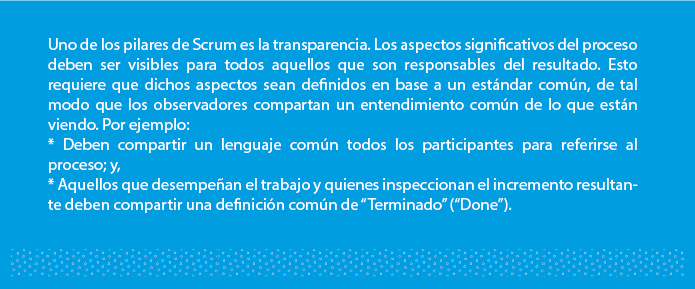 Uno de los pilares de Scrum es la transparencia. Los aspectos significativos del proceso
deben ser visibles para todos aquellos que son responsables del resultado. Esto
requiere que dichos aspectos sean definidos en base a un estándar común, de tal
modo que los observadores compartan un entendimiento común de lo que están
viendo. Por ejemplo:
* Deben compartir un lenguaje común todos los participantes para referirse al
proceso; y,
* Aquellos que desempeñan el trabajo y quienes inspeccionan el incremento resultan-
te deben compartir una definición común de “Terminado” (“Done”).